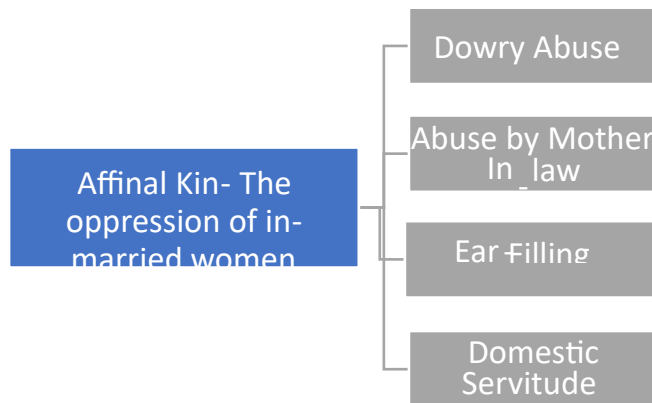 Affinal Kin- The
oppression of in-
married women
Dowry Abuse
Abuse by Mother
In_law
Ear-Filling
Domestic
Servitude